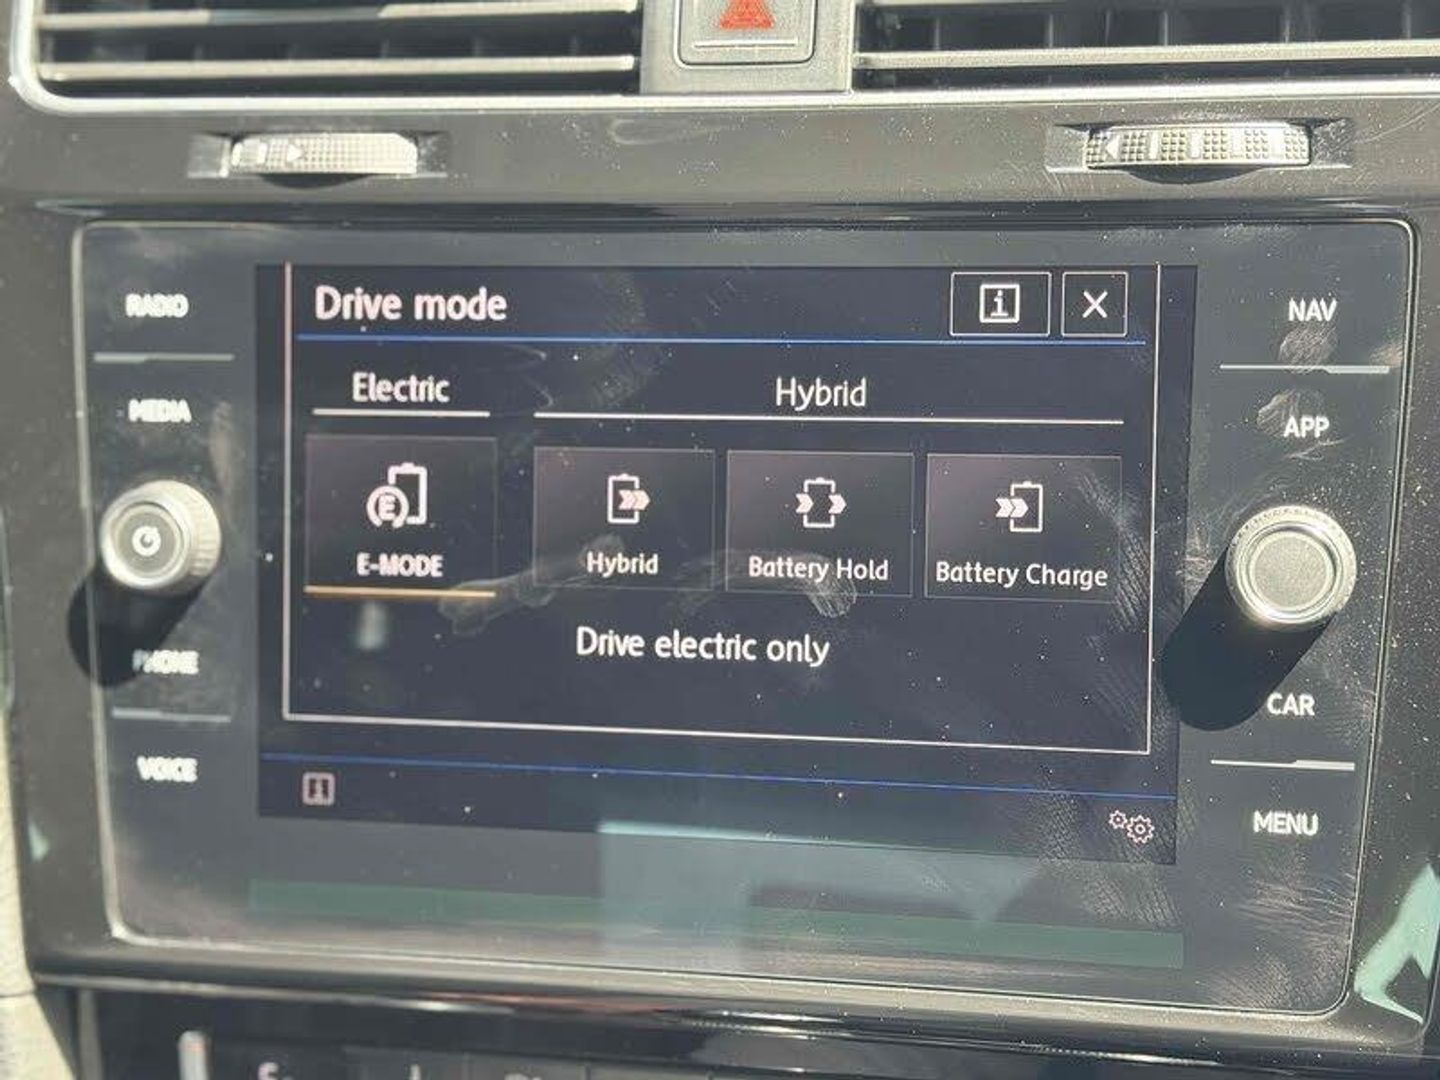 RADIO
MEDIA
PHONE
VOICE
Drive mode
Electric
Hybrid
E-MODE
Hybrid
Battery Hold
Battery Charge
Drive electric only
NAV
APP
CAR
MENU